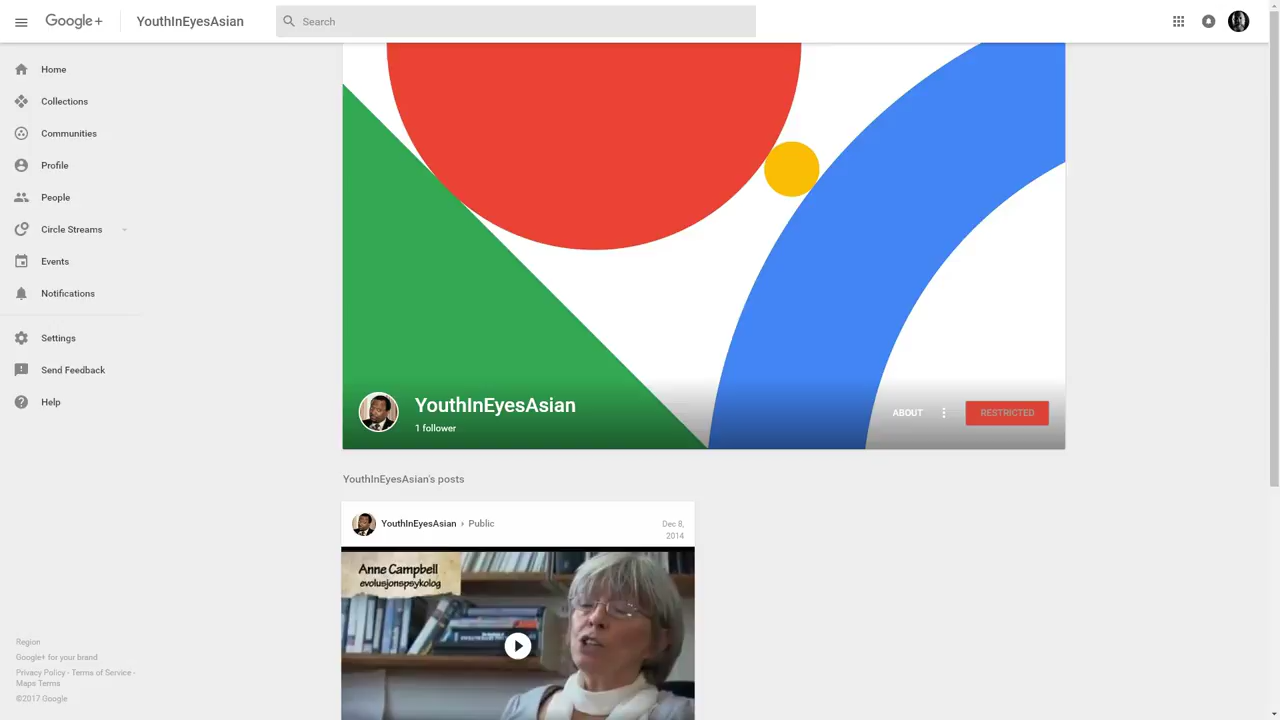 Google+
YouthInEyesAsian
Search
Home
Collections
Communities
Profile
People
Circle Streams
Events
Notifications
Settings
Send Feedback
Help
Region
Google+ for your brand
Privacy Policy - Terms of Service -
Maps Terms
©2017 Google
YouthInEyesAsian
1 follower
ABOUT
RESTRICTED
YouthInEyesAsian's posts
YouthInEyesAsian › Public
Dec 8,
2014
Anne Campbell
evolusjonspsykolog